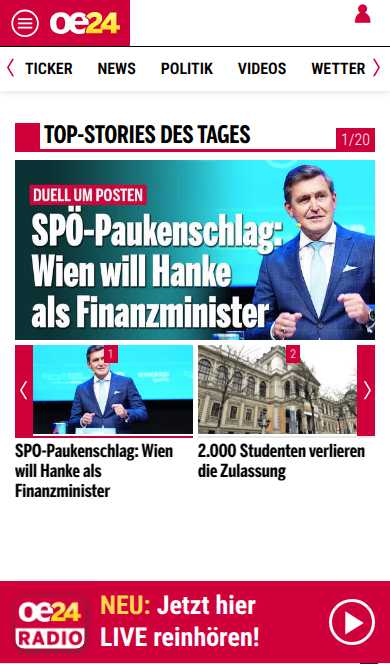 oe24
TICKER NEWS POLITIK VIDEOS WETTER
TOP-STORIES DES TAGES
1/20
DUELL UM POSTEN
SPÖ-Paukenschlag:
Wien will Hanke
als Finanzminister
1
2
SPÖ-Paukenschlag: Wien
will Hanke als
Finanzminister
2.000 Studenten verlieren
die Zulassung
oe24
RADIO
NEU: Jetzt hier
LIVE reinhören!